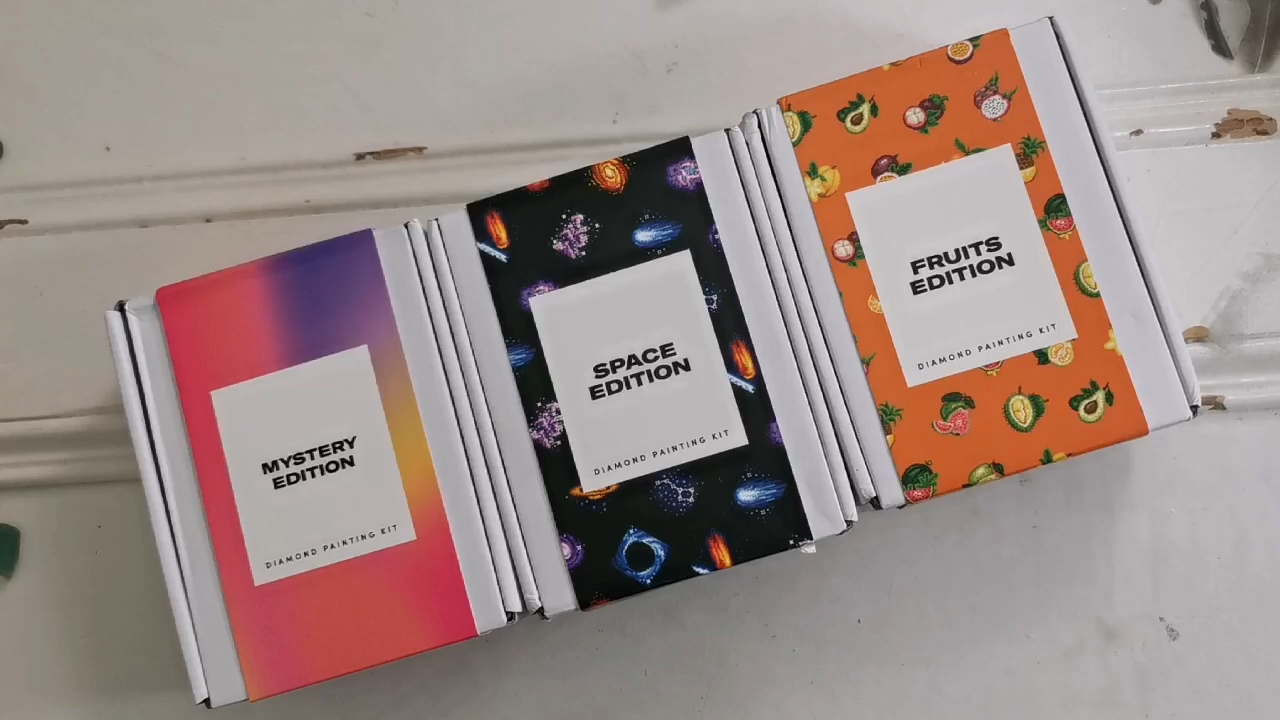 MYSTERY
EDITION
DIAMOND PAINTING KIT
SPACE
EDITION
DIAMOND PAINTING KIT
FRUITS
EDITION
DIAMOND PAINTING KIT